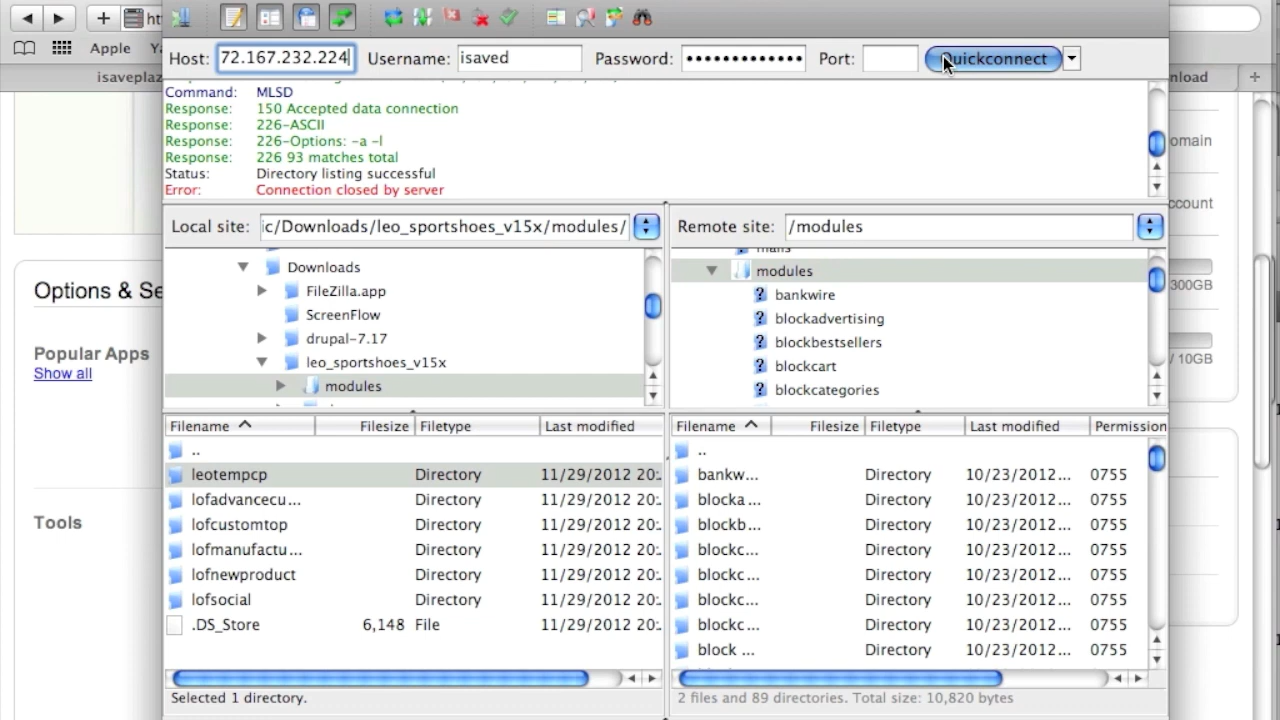 ht
Apple
Host: 72.167.232.224 Username: isaved Password: ••••••••••••• Port: Quickconnect
isaveplaz
nload
Command: MLSD
Response: 150 Accepted data connection
Response: 226-ASCII
Response: 226-Options: -a -l
Response: 226 93 matches total
Status: Directory listing successful
Error: Connection closed by server
omain
ccount
300GB
/ 10GB
Options & Se
Popular Apps
Show all
Tools
Local site: ic/Downloads/leo_sportshoes_v15x/modules/
Downloads
FileZilla.app
ScreenFlow
drupal-7.17
leo_sportshoes_v15x
modules
Remote site: /modules
modules
bankwire
blockadvertising
blockbestsellers
blockcart
blockcategories
Filename Filesize Filetype Last modified
..
leotempcp Directory 11/29/2012 20:
lofadvancecu... Directory 11/29/2012 20:
lofcustomtop Directory 11/29/2012 20:
lofmanufactu... Directory 11/29/2012 20:
lofnewproduct Directory 11/29/2012 20:
lofsocial Directory 11/29/2012 20:
.DS_Store 6,148 File 11/29/2012 20:
Selected 1 directory.
Filename Filesize Filetype Last modified Permission
..
bankw... Directory 10/23/2012... 0755
blocka... Directory 10/23/2012... 0755
blockb... Directory 10/23/2012... 0755
blockc... Directory 10/23/2012... 0755
blockc... Directory 10/23/2012... 0755
blockc... Directory 10/23/2012... 0755
blockc... Directory 10/23/2012... 0755
block ... Directory 10/23/2012... 0755
2 files and 89 directories. Total size: 10,820 bytes